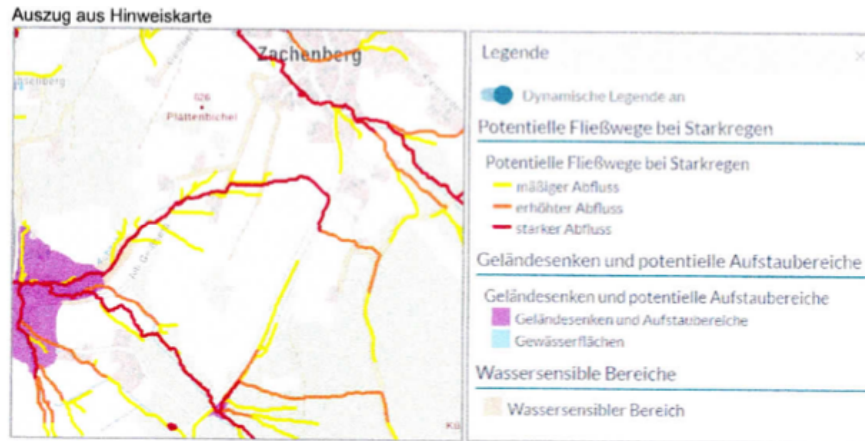 Auszug aus Hinweiskarte
Zachenberg
626
Plattenbichel
Legende
Dynamische Legende an
Potentielle Fließwege bei Starkregen
Potentielle Fließwege bei Starkregen
mäßiger Abfluss
erhöhter Abfluss
starker Abfluss
Geländesenken und potentielle Aufstaubereiche
Geländesenken und potentielle Aufstaubereiche
Geländesenken und Aufstaubereiche
Gewässerflächen
Wassersensible Bereiche
Wassersensibler Bereich